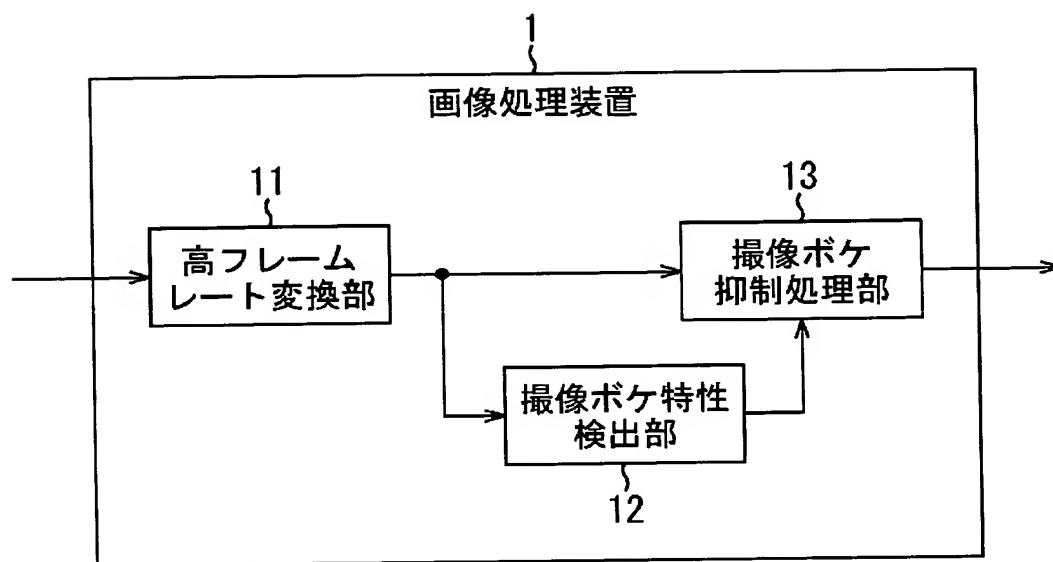 1
画像処理装置
11
高フレーム
レート変換部
13
撮像ボケ
抑制処理部
撮像ボケ特性
検出部
12